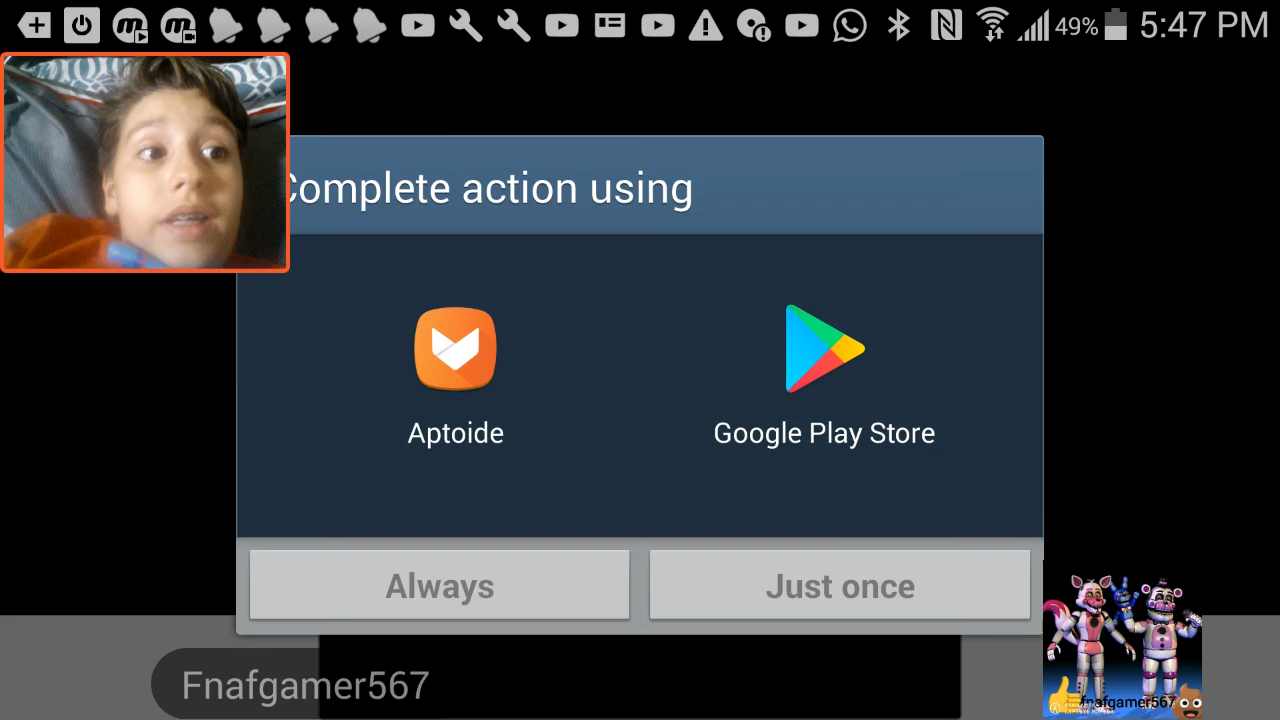 49% 5:47 PM
Complete action using
Aptoide
Google Play Store
Always
Just once
Fnafgamer567
fnafgamer567